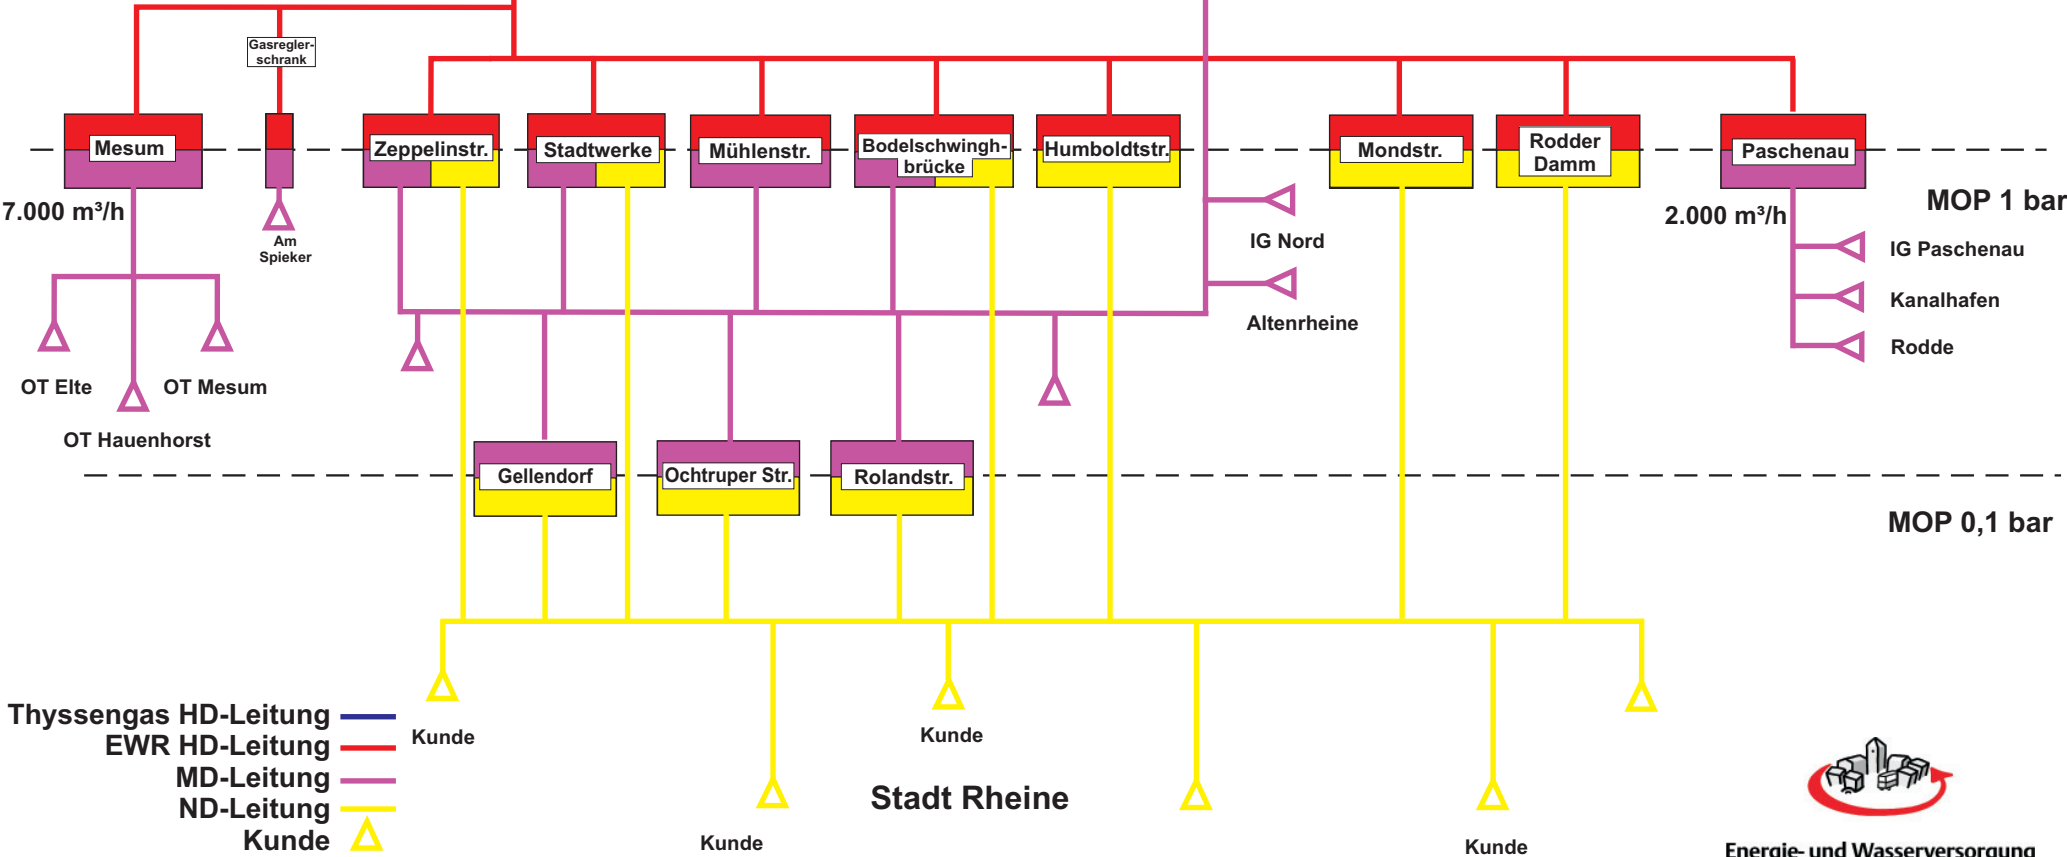 Gasregler-
schrank
Mesum
Zeppelinstr.
Stadtwerke
Mühlenstr.
Bodelschwingh-
brücke
Humboldtstr.
Mondstr.
Rodder
Damm
Paschenau
7.000 m³/h
2.000 m³/h
MOP 1 bar
Am
Spieker
IG Nord
IG Paschenau
Kanalhafen
Altenrheine
Rodde
OT Elte
OT Mesum
OT Hauenhorst
Gellendorf
Ochtruper Str.
Rolandstr.
MOP 0,1 bar
Thyssengas HD-Leitung
EWR HD-Leitung
MD-Leitung
ND-Leitung
Kunde
Kunde
Kunde
Kunde
Kunde
Stadt Rheine
Energie- und Wasserversorgung